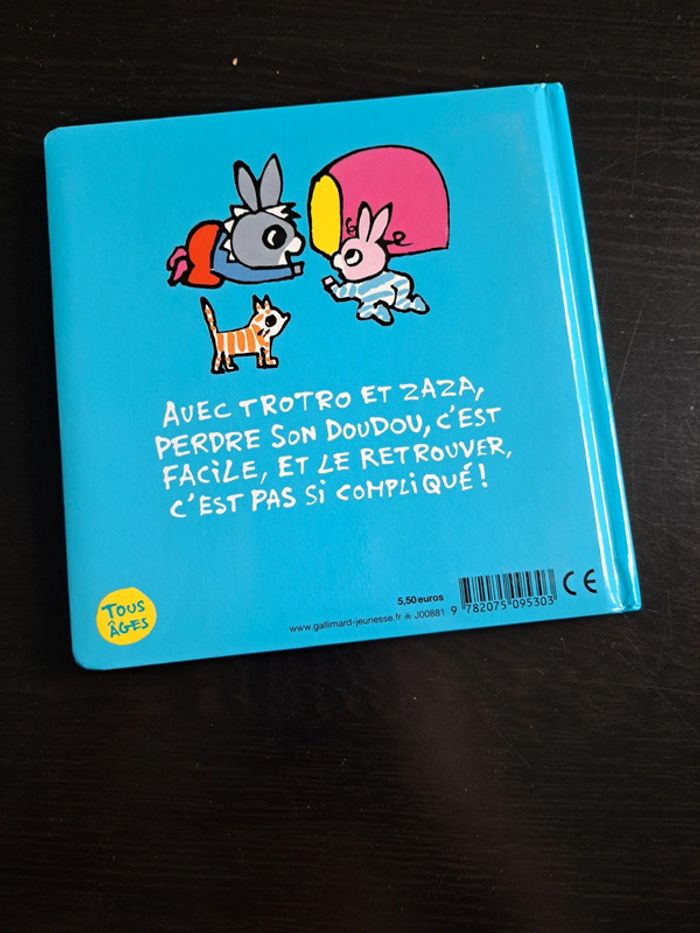 AVEC TROTRO ET ZAZA,
PERDRE SON DOUDOU, C'EST
FACiLE, ET LE RETROUVER,
C'EST PAS Si COMPLiQUÉ !
TOUS
ÂGES
5,50 euros
www.gallimard-jeunesse.fr J00881
9 782075 095303
CE